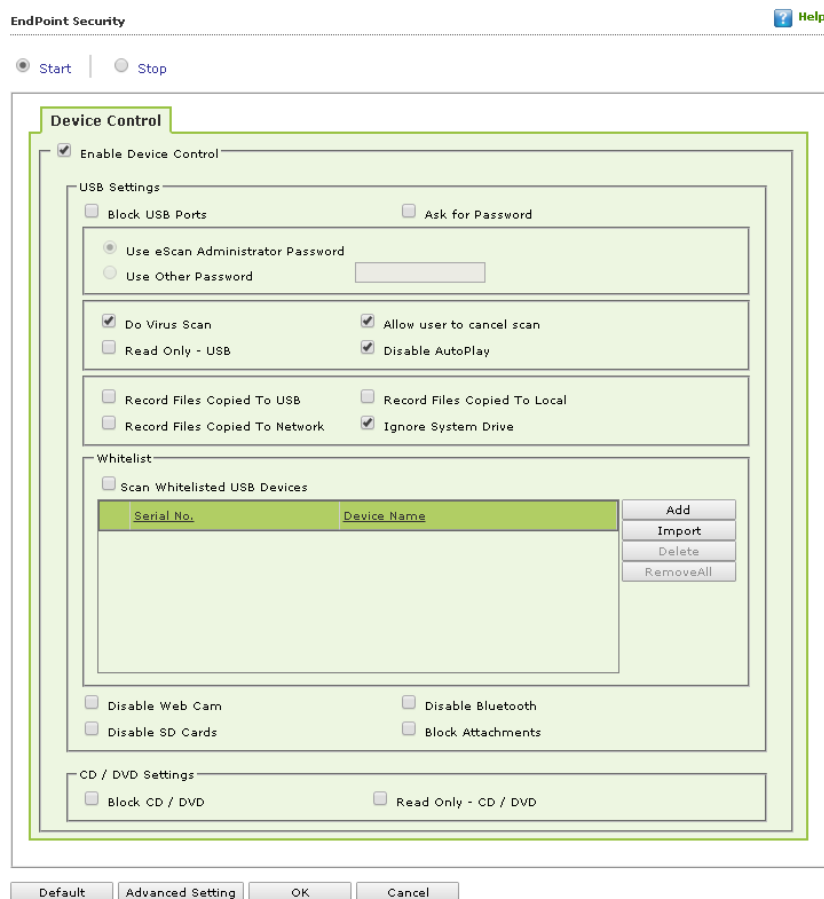 EndPoint Security
? Help
Start
Stop
Device Control
Enable Device Control
USB Settings
Block USB Ports
Ask for Password
Use eScan Administrator Password
Use Other Password
Do Virus Scan
Allow user to cancel scan
Read Only - USB
Disable AutoPlay
Record Files Copied To USB
Record Files Copied To Local
Record Files Copied To Network
Ignore System Drive
Whitelist
Scan Whitelisted USB Devices
Serial No.
Device Name
Add
Import
Delete
RemoveAll
Disable Web Cam
Disable Bluetooth
Disable SD Cards
Block Attachments
CD / DVD Settings
Block CD / DVD
Read Only - CD / DVD
Default
Advanced Setting
OK
Cancel